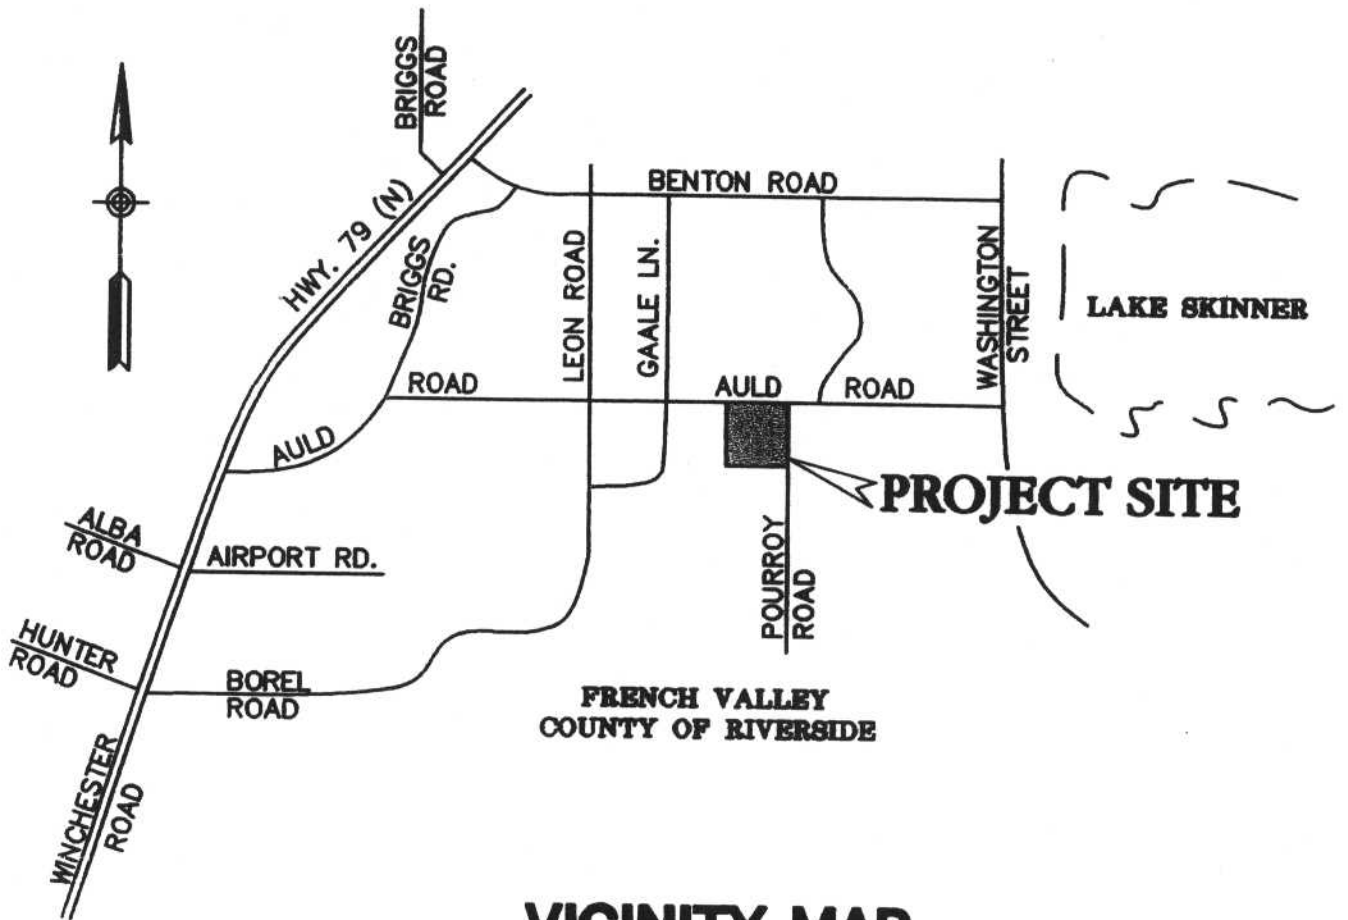 BRIGGS
ROAD
HWY. 79 (N)
BENTON ROAD
BRIGGS
RD.
LEON ROAD
GAALE LN.
WASHINGTON
STREET
LAKE SKINNER
ROAD
AULD
ROAD
AULD
PROJECT SITE
ALBA
ROAD
AIRPORT RD.
POURROY
ROAD
HUNTER
ROAD
BOREL
ROAD
FRENCH VALLEY
COUNTY OF RIVERSIDE
WINCHESTER
ROAD
VICINITY MAP